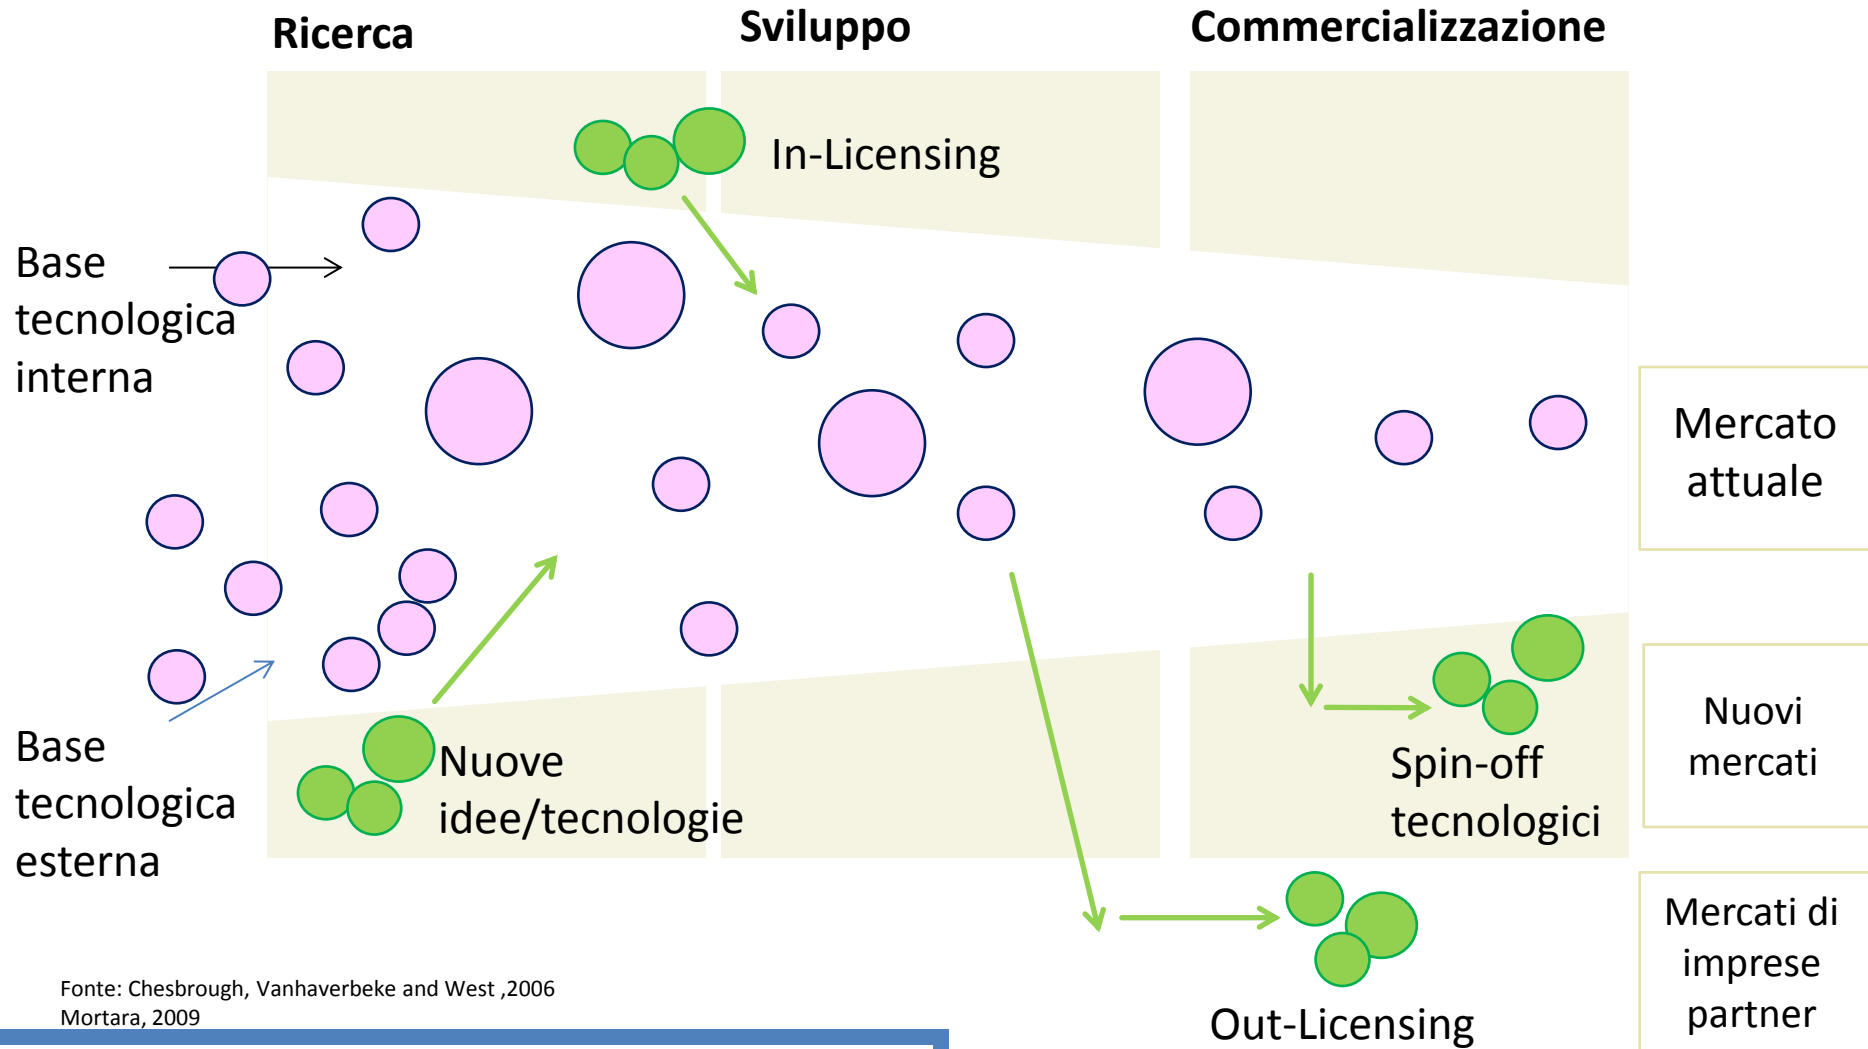 Ricerca
Sviluppo
Commercializzazione
In-Licensing
Base
tecnologica
interna
Mercato
attuale
Base
tecnologica
esterna
Nuove
idee/tecnologie
Spin-off
tecnologici
Nuovi
mercati
Out-Licensing
Mercati di
imprese
partner
Fonte: Chesbrough, Vanhaverbeke and West ,2006
Mortara, 2009